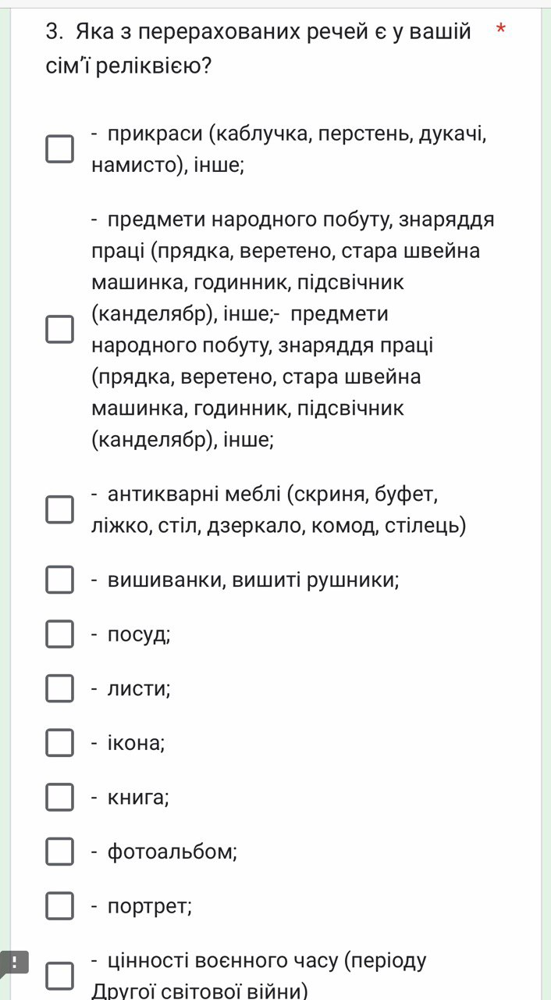 3. Яка з перерахованих речей є у вашій *
сім’ї реліквією?
- прикраси (каблучка, перстень, дукачі,
намисто), інше;
- предмети народного побуту, знаряддя
праці (прядка, веретено, стара швейна
машинка, годинник, підсвічник
(канделябр), інше;- предмети
народного побуту, знаряддя праці
(прядка, веретено, стара швейна
машинка, годинник, підсвічник
(канделябр), інше;
- антикварні меблі (скриня, буфет,
ліжко, стіл, дзеркало, комод, стілець)
- вишиванки, вишиті рушники;
- посуд;
- листи;
- ікона;
- книга;
- фотоальбом;
- портрет;
- цінності воєнного часу (періоду
Другої світової війни)